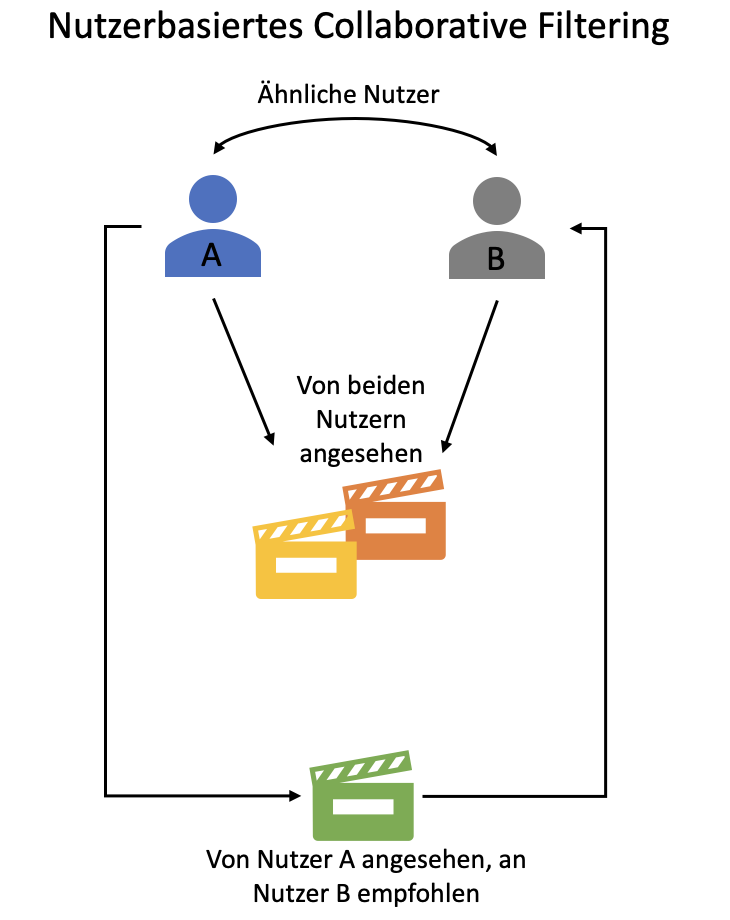 Nutzerbasiertes Collaborative Filtering
Ähnliche Nutzer
A
B
Von beiden
Nutzern
angesehen
Von Nutzer A angesehen, an
Nutzer B empfohlen